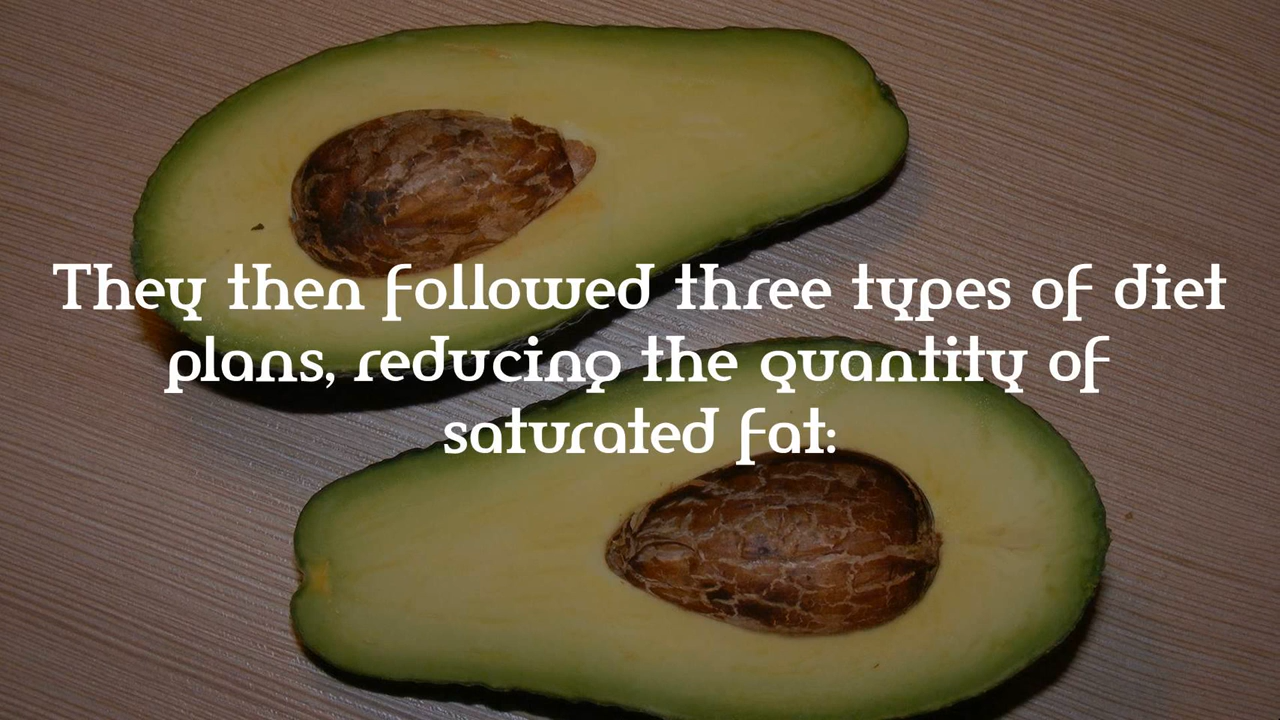 They then followed three types of diet
plans, reducing the quantity of
saturated fat: